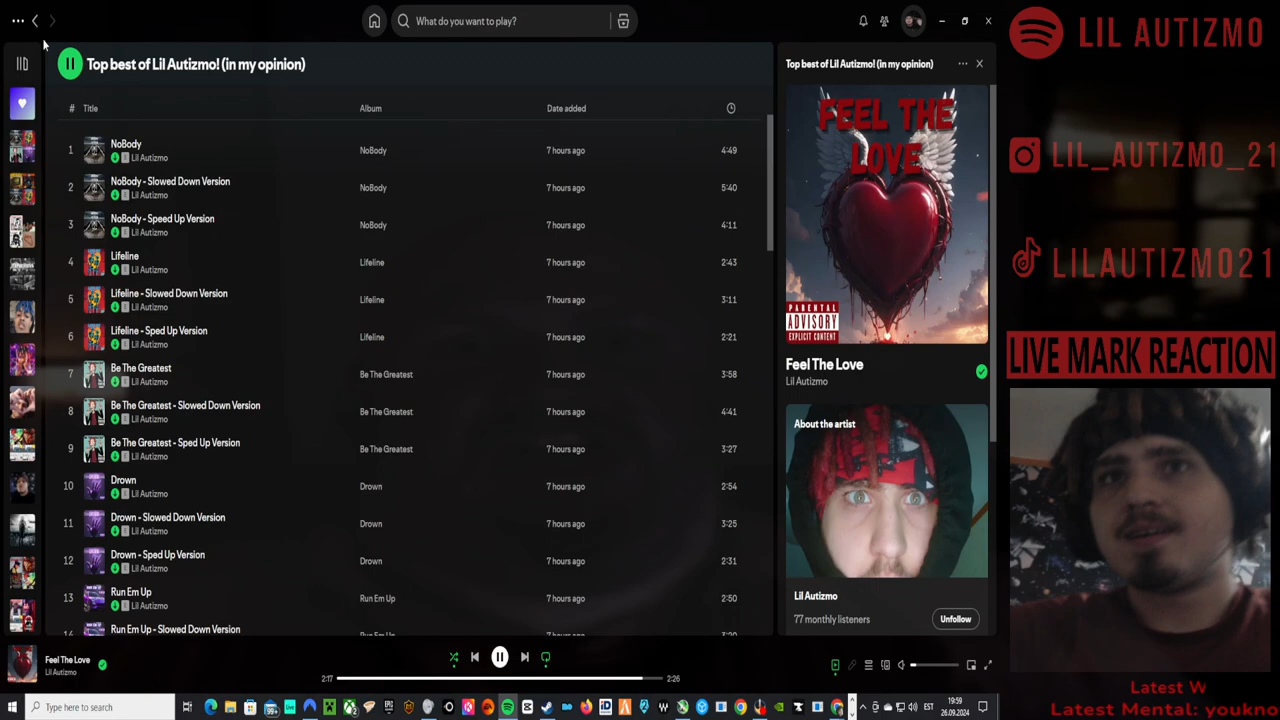 What do you want to play?
LIL AUTIZMO
Top best of Lil Autizmo! (in my opinion)
# Title Album Date added
1 NoBody NoBody 7 hours ago 4:49
E Lil Autizmo
2 NoBody - Slowed Down Version NoBody 7 hours ago 5:40
E Lil Autizmo
3 NoBody - Speed Up Version NoBody 7 hours ago 4:11
E Lil Autizmo
4 Lifeline Lifeline 7 hours ago 2:43
E Lil Autizmo
5 Lifeline - Slowed Down Version Lifeline 7 hours ago 3:11
E Lil Autizmo
6 Lifeline - Sped Up Version Lifeline 7 hours ago 2:21
E Lil Autizmo
7 Be The Greatest Be The Greatest 7 hours ago 3:58
E Lil Autizmo
8 Be The Greatest - Slowed Down Version Be The Greatest 7 hours ago 4:41
E Lil Autizmo
9 Be The Greatest - Sped Up Version Be The Greatest 7 hours ago 3:27
E Lil Autizmo
10 Drown Drown 7 hours ago 2:54
E Lil Autizmo
11 Drown - Slowed Down Version Drown 7 hours ago 3:25
E Lil Autizmo
12 Drown - Sped Up Version Drown 7 hours ago 2:31
E Lil Autizmo
13 Run Em Up Run Em Up 7 hours ago 2:50
E Lil Autizmo
14 Run Em Up - Slowed Down Version Run Em Up 7 hours ago
Top best of Lil Autizmo! (in my opinion)
FEEL THE
LOVE
PARENTAL
ADVISORY
EXPLICIT CONTENT
Feel The Love
Lil Autizmo
About the artist
Lil Autizmo
77 monthly listeners Unfollow
LIL_AUTIZMO_21
LILAUTIZMO21
LIVE MARK REACTION
Latest W
Latest Mental: youkno
Feel The Love
Lil Autizmo
2:17 2:26
Type here to search
99+
EST
19:59
26.09.2024